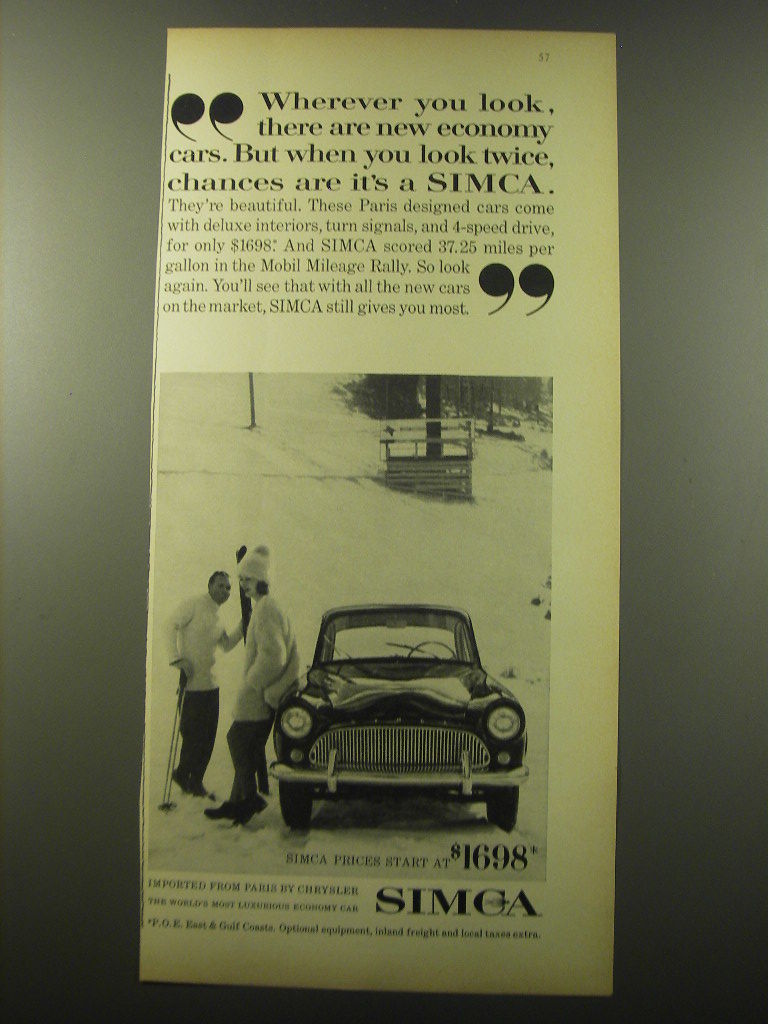 57
“ Wherever you look,
there are new economy
cars. But when you look twice,
chances are it's a SIMCA.
They're beautiful. These Paris designed cars come
with deluxe interiors, turn signals, and 4-speed drive,
for only $1698.* And SIMCA scored 37.25 miles per
gallon in the Mobil Mileage Rally. So look
again. You'll see that with all the new cars
on the market, SIMCA still gives you most. ”
SIMCA
SIMCA PRICES START AT $1698*
IMPORTED FROM PARIS BY CHRYSLER
THE WORLD'S MOST LUXURIOUS ECONOMY CAR
SIMCA
*P.O.E. East & Gulf Coasts. Optional equipment, inland freight and local taxes extra.